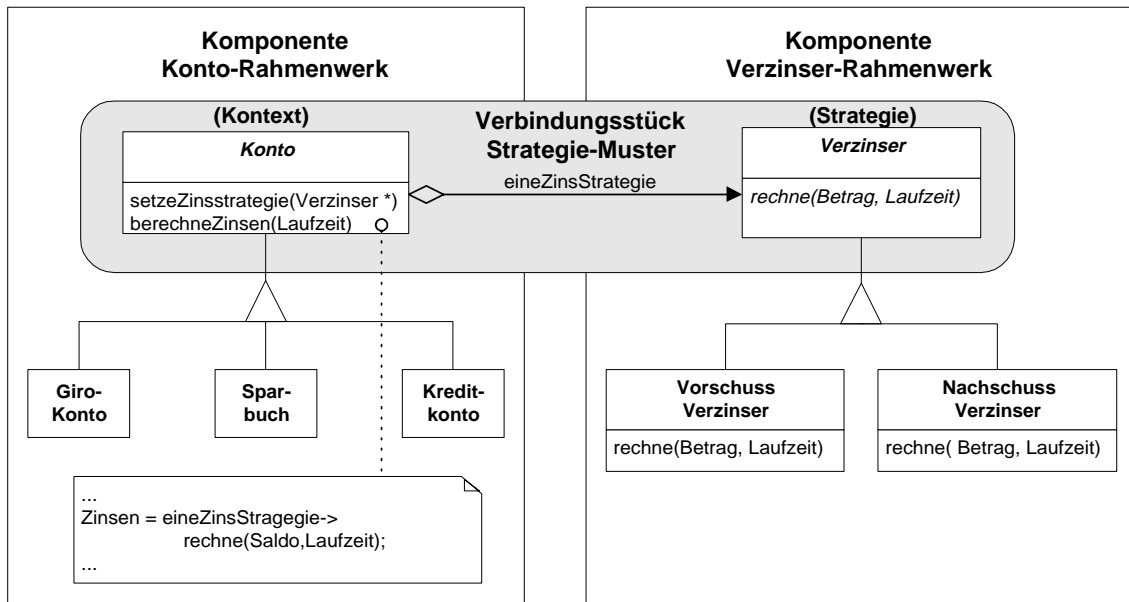 Komponente
Konto-Rahmenwerk
Komponente
Verzinser-Rahmenwerk
(Kontext)
Verbindungsstück
Strategie-Muster
(Strategie)
Konto
setzeZinsstrategie(Verzinser *)
berechneZinsen(Laufzeit)
eineZinsStrategie
Verzinser
rechne(Betrag, Laufzeit)
Giro-
Konto
Spar-
buch
Kredit-
konto
Vorschuss
Verzinser
rechne(Betrag, Laufzeit)
Nachschuss
Verzinser
rechne( Betrag, Laufzeit)
...
Zinsen = eineZinsStragegie->
rechne(Saldo,Laufzeit);
...